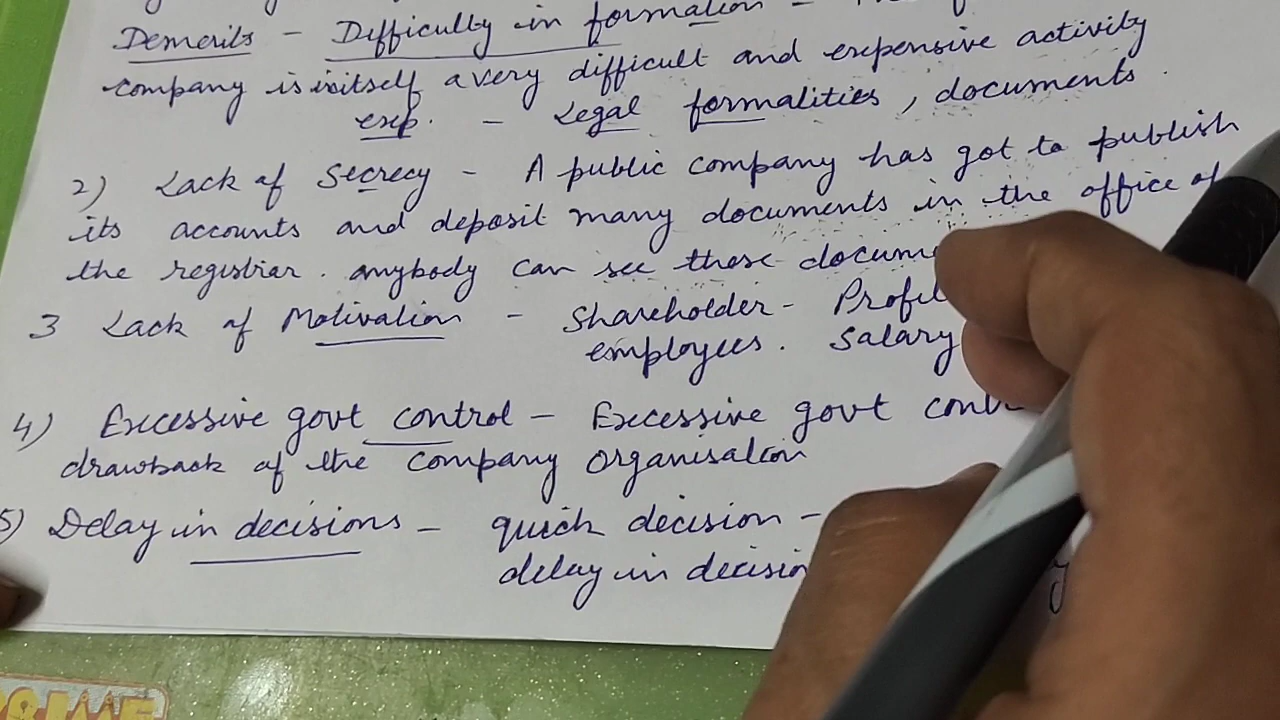 Demerits - Difficulty in formation -
company is initself a very difficult and expensive activity
exp. - Legal formalities, documents.
2) Lack of Secrecy - A public company has got to publish
its accounts and deposit many documents in the office of
the registrar. anybody can see these docume
3 Lack of Motivation - Shareholder - Profit
employees. Salary
4) Excessive govt control - Excessive govt contr
drawback of the company organisation
5) Delay in decisions - quick decision -
delay in decision